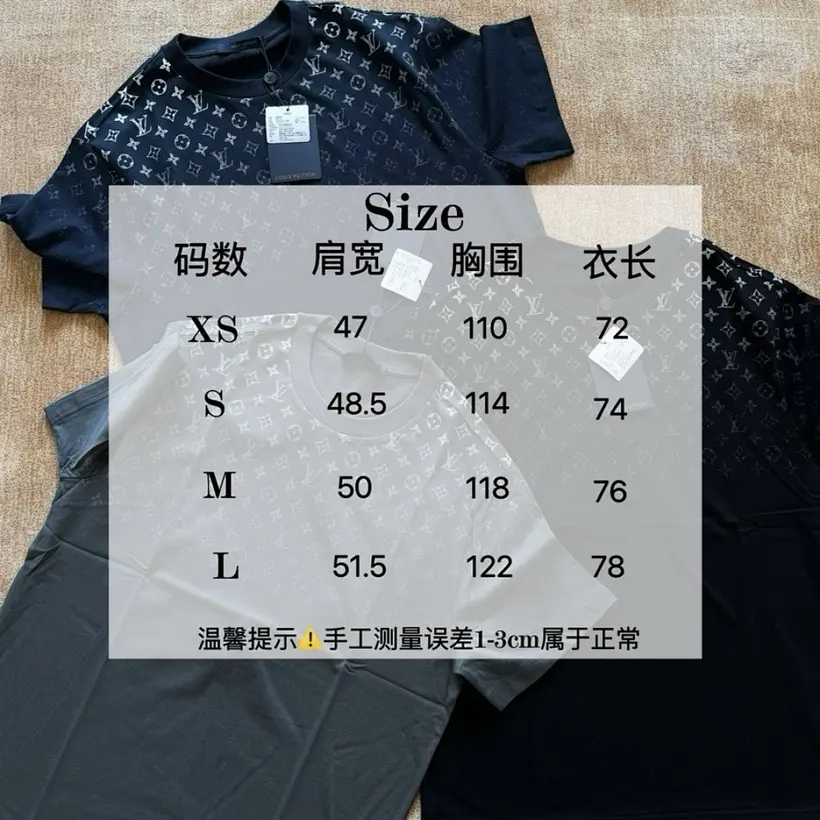 LOUIS VUITTON
Size
码数 肩宽 胸围 衣长
XS 47 110 72
S 48.5 114 74
M 50 118 76
L 51.5 122 78
温馨提示⚠️手工测量误差1-3cm属于正常